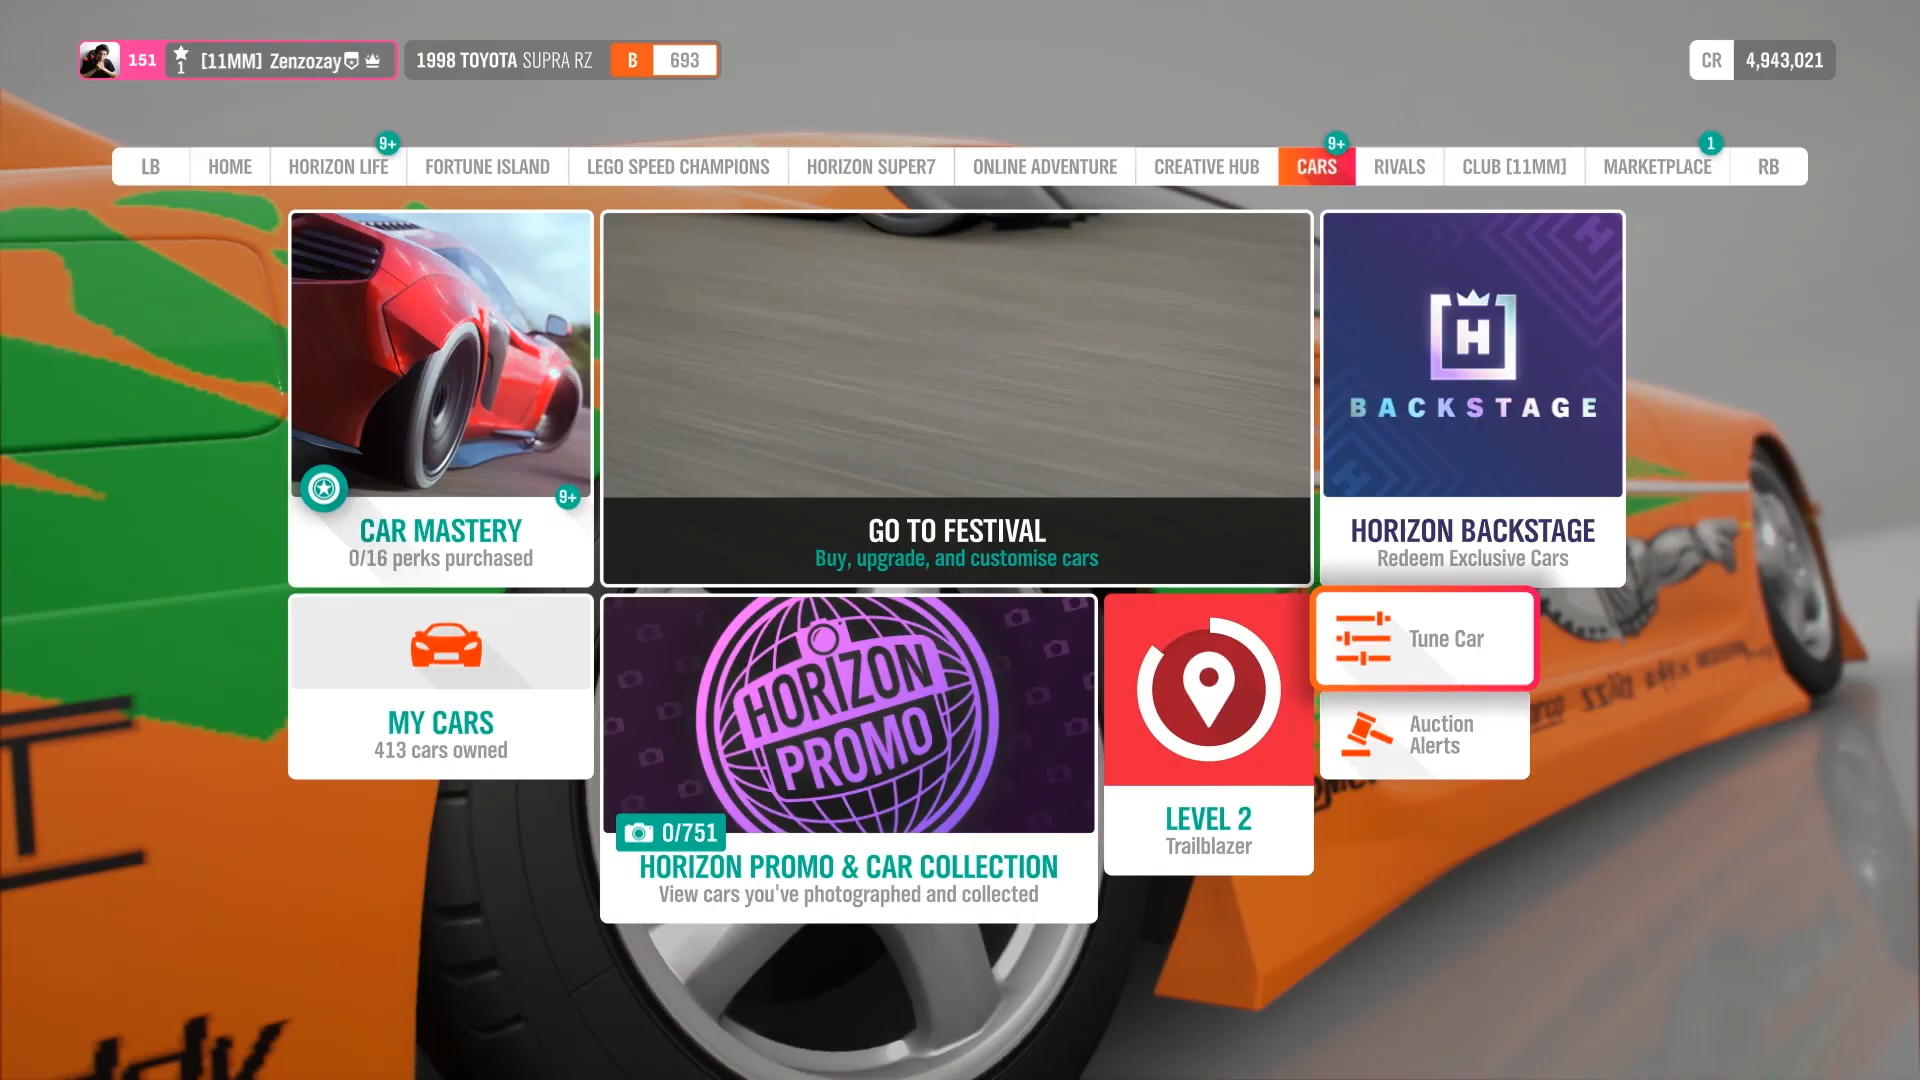 151 1 [11MM] Zenzozay 1998 TOYOTA SUPRA RZ B 693 CR 4,943,021
9+ 9+ 1
LB HOME HORIZON LIFE FORTUNE ISLAND LEGO SPEED CHAMPIONS HORIZON SUPER7 ONLINE ADVENTURE CREATIVE HUB CARS RIVALS CLUB [11MM] MARKETPLACE RB
9+
CAR MASTERY
0/16 perks purchased
GO TO FESTIVAL
Buy, upgrade, and customise cars
H
BACKSTAGE
HORIZON BACKSTAGE
Redeem Exclusive Cars
MY CARS
413 cars owned
HORIZON
PROMO
0/751
HORIZON PROMO & CAR COLLECTION
View cars you've photographed and collected
LEVEL 2
Trailblazer
Tune Car
Auction
Alerts